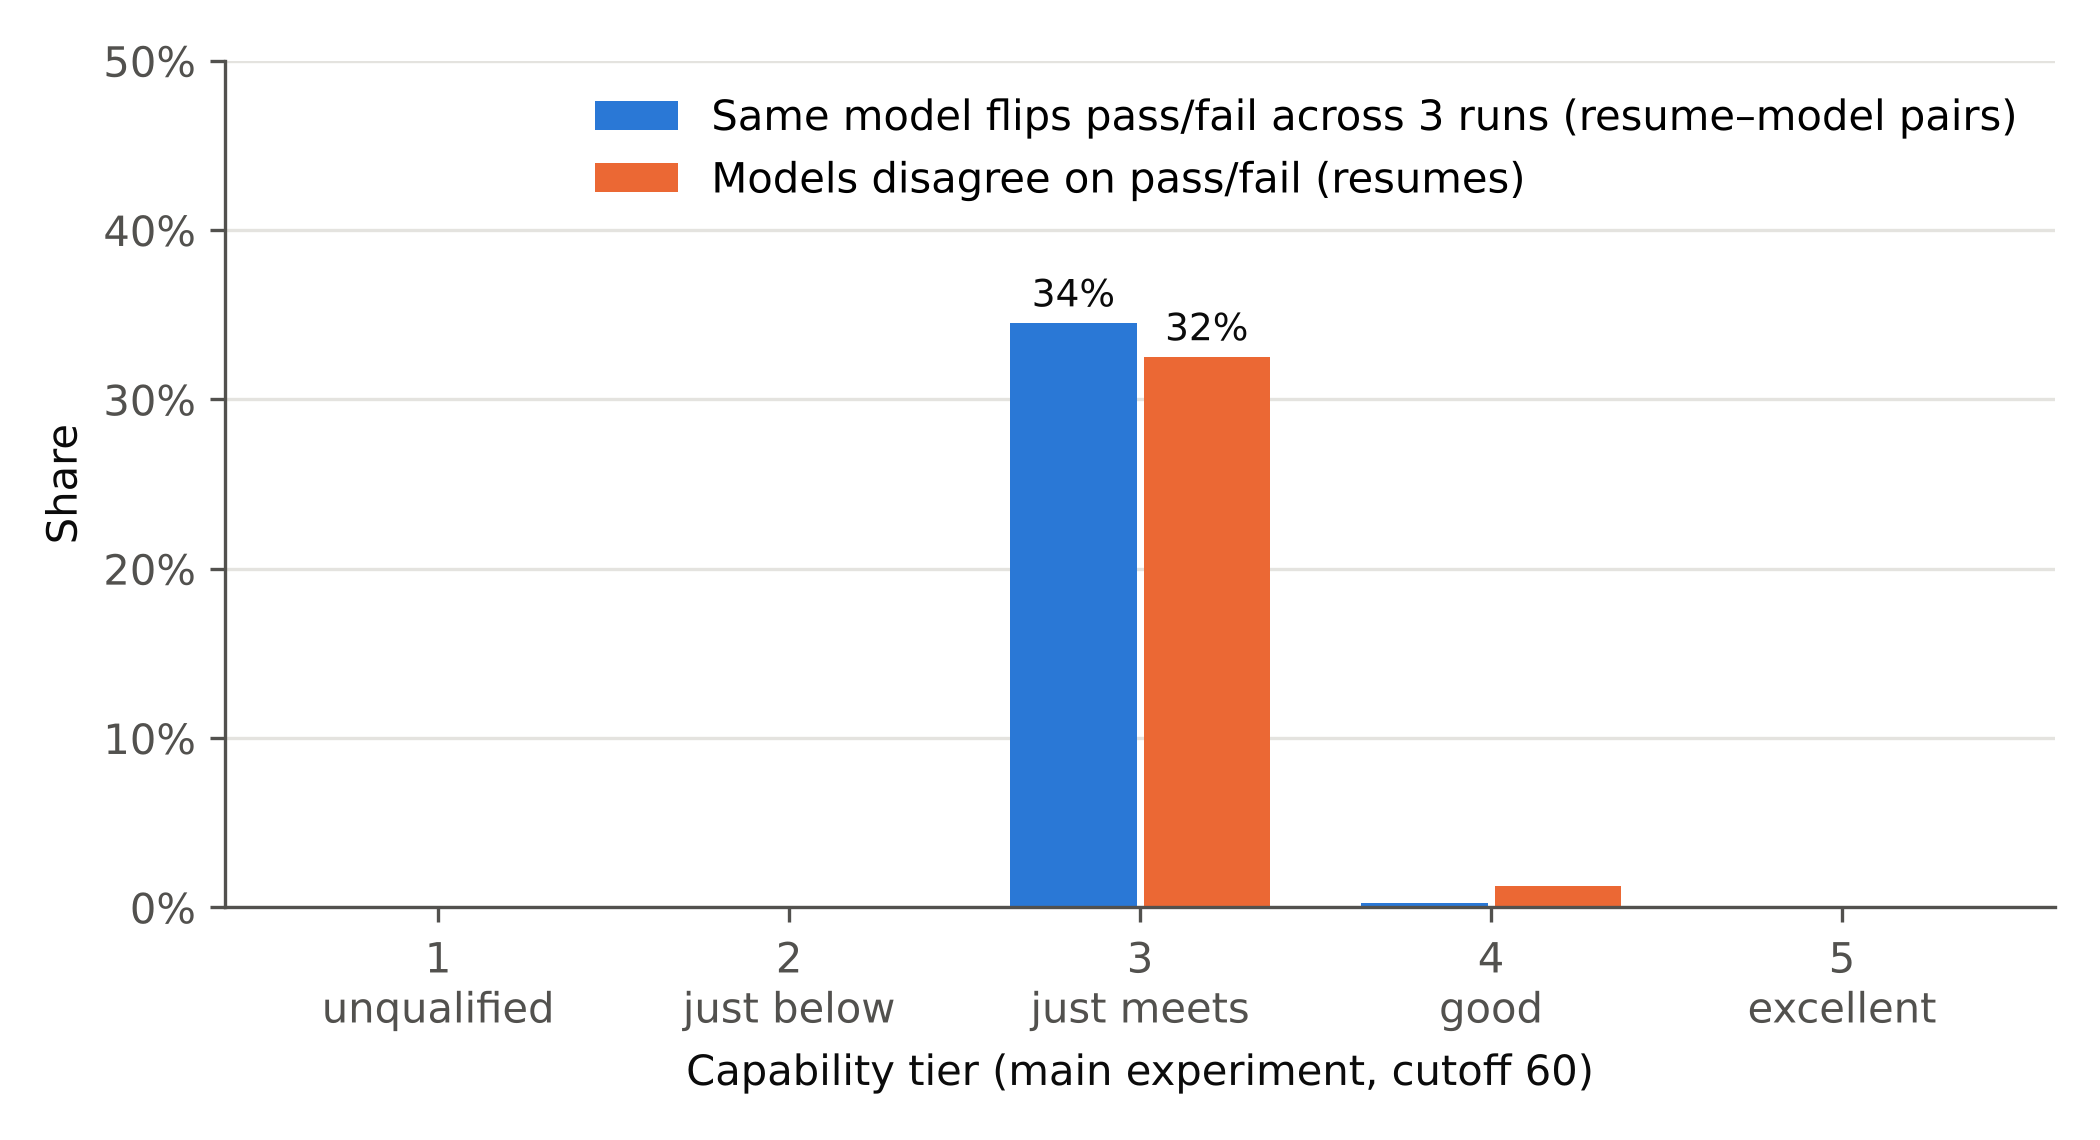 50%
Same model flips pass/fail across 3 runs (resume–model pairs)
Models disagree on pass/fail (resumes)
40%
34%
32%
30%
Share
20%
10%
0%
1 2 3 4 5
unqualified just below just meets good excellent
Capability tier (main experiment, cutoff 60)